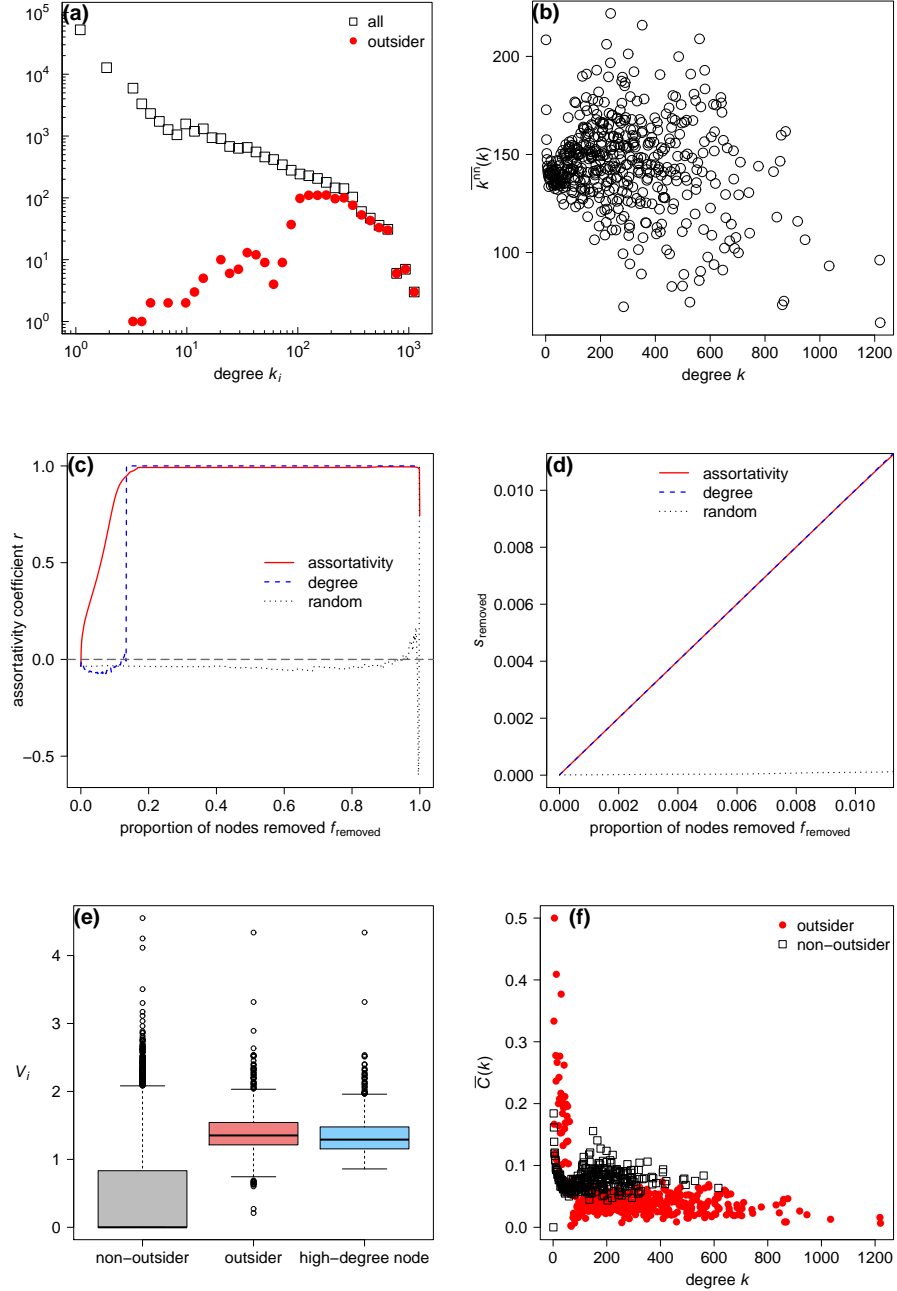 (a)
all
outsider
10^5
10^4
10^3
10^2
10^1
10^0
10^0 10^1 10^2 10^3
degree k_i
(b)
200
150
100
\overline{k^{nn}}(k)
0 200 400 600 800 1000 1200
degree k
(c)
assortativity coefficient r
1.0
0.5
0.0
−0.5
assortativity
degree
random
0.0 0.2 0.4 0.6 0.8 1.0
proportion of nodes removed f_removed
(d)
assortativity
degree
random
s_removed
0.010
0.008
0.006
0.004
0.002
0.000
0.000 0.002 0.004 0.006 0.010
proportion of nodes removed f_removed
(e)
V_i
4
3
2
1
0
non−outsider outsider high−degree node
(f)
outsider
non−outsider
\overline{C}(k)
0.5
0.4
0.3
0.2
0.1
0.0
0 200 400 600 800 1000 1200
degree k